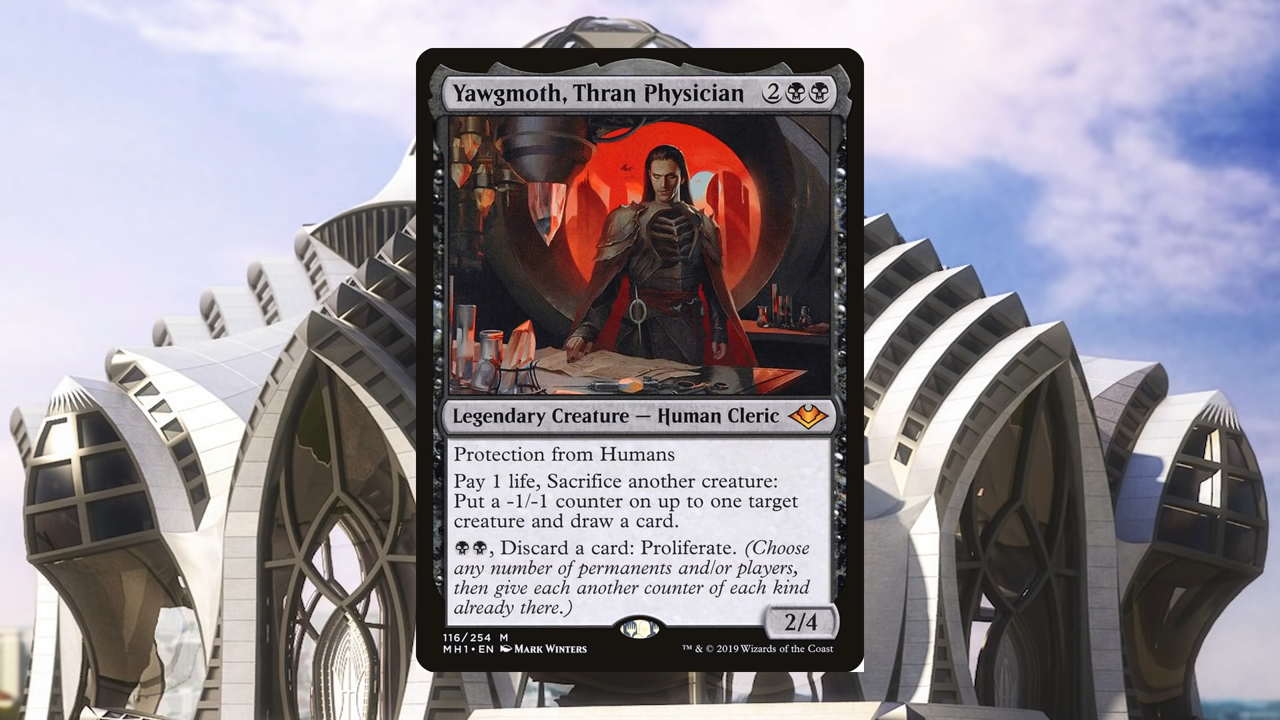 Yawgmoth, Thran Physician 2
Legendary Creature — Human Cleric
Protection from Humans
Pay 1 life, Sacrifice another creature:
Put a -1/-1 counter on up to one target
creature and draw a card.
, Discard a card: Proliferate. (Choose
any number of permanents and/or players,
then give each another counter of each kind
already there.)
2/4
116/254 M
MH1 • EN Mark Winters
™ & © 2019 Wizards of the Coast